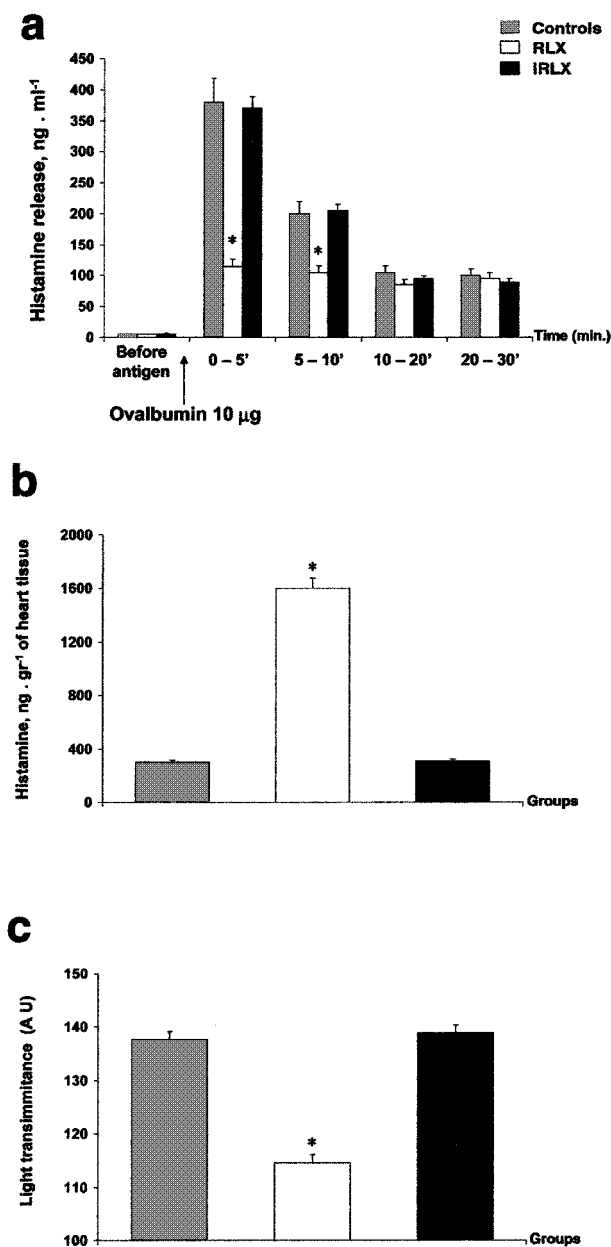 a
Controls
RLX
IRLX
Histamine release, ng . ml-1
450
400
350
300
250
200
150
100
50
0
*
*
Time (min.)
Before antigen
0 – 5'
5 – 10'
10 – 20'
20 – 30'
Ovalbumin 10 µg
b
Histamine, ng . gr-1 of heart tissue
2000
1600
1200
800
400
0
*
Groups
c
Light transimmitance (A U)
150
140
130
120
110
100
*
Groups